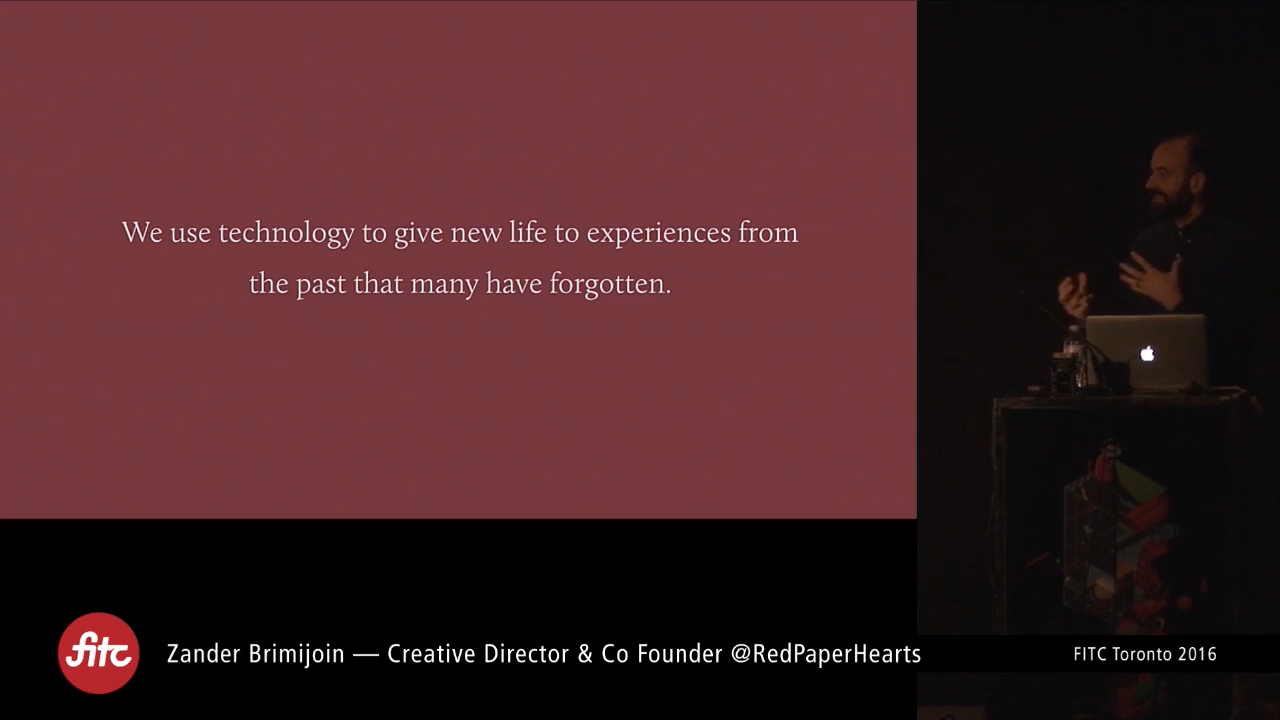 We use technology to give new life to experiences from
the past that many have forgotten.
fitc
Zander Brimijoin — Creative Director & Co Founder @RedPaperHearts
FITC Toronto 2016